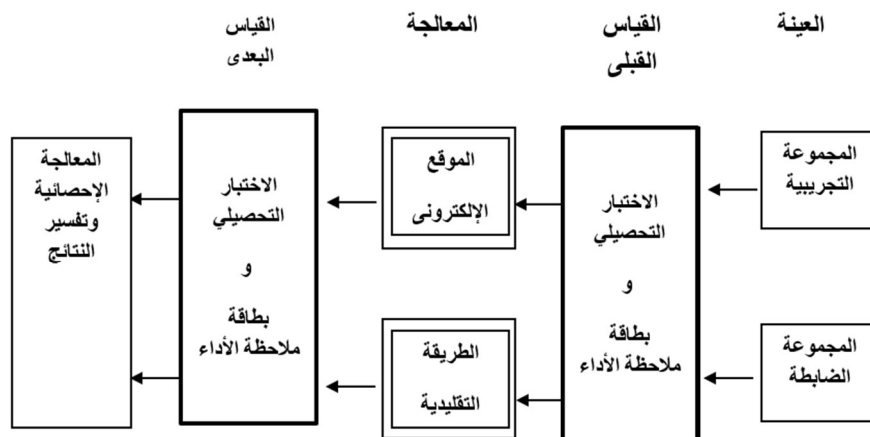 العينة
القياس
القبلى
المعالجة
القياس
البعدى
المجموعة
التجريبية
المجموعة
الضابطة
الاختبار
التحصيلي
و
بطاقة
ملاحظة الأداء
الموقع
الإلكترونى
الطريقة
التقليدية
الاختبار
التحصيلي
و
بطاقة
ملاحظة الأداء
المعالجة
الإحصائية
وتفسير
النتائج